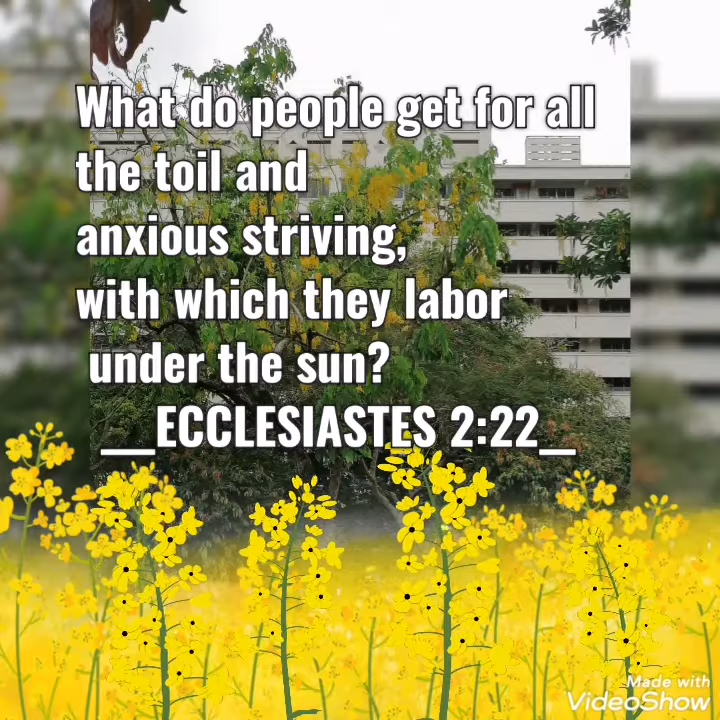 What do people get for all
the toil and
anxious striving,
with which they labor
under the sun?
__ECCLESIASTES 2:22__
Made with
VideoShow